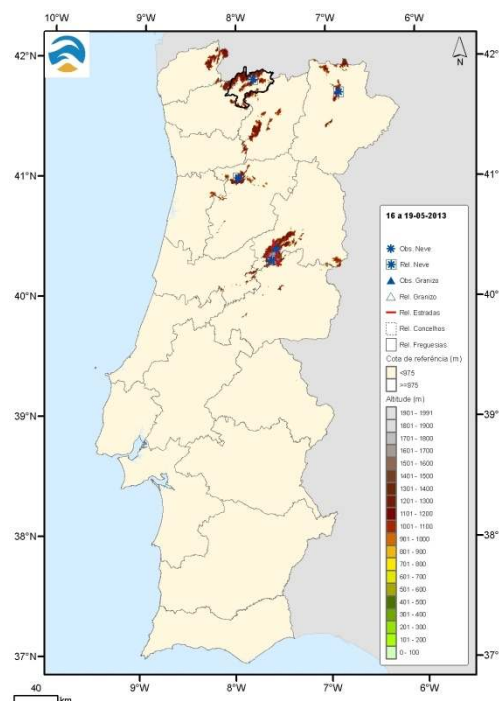 10°W 9°W 8°W 7°W 6°W
42°N 42°N
N
41°N 41°N
16 a 19-05-2013
Obs. Neve
Rel. Neve
Obs. Granizo
Rel. Granizo
Rel. Estradas
Rel. Concelhos
Rel. Freguesias
Cota de referência (m)
<975
>=975
Altitude (m)
1901 - 1991
1801 - 1900
1701 - 1800
1601 - 1700
1501 - 1600
1401 - 1500
1301 - 1400
1201 - 1300
1101 - 1200
1001 - 1100
901 - 1000
801 - 900
701 - 800
601 - 700
501 - 600
401 - 500
301 - 400
201 - 300
101 - 200
0 - 100
40°N 40°N
39°N 39°N
38°N 38°N
37°N 37°N
40 9°W 8°W 7°W 6°W
km